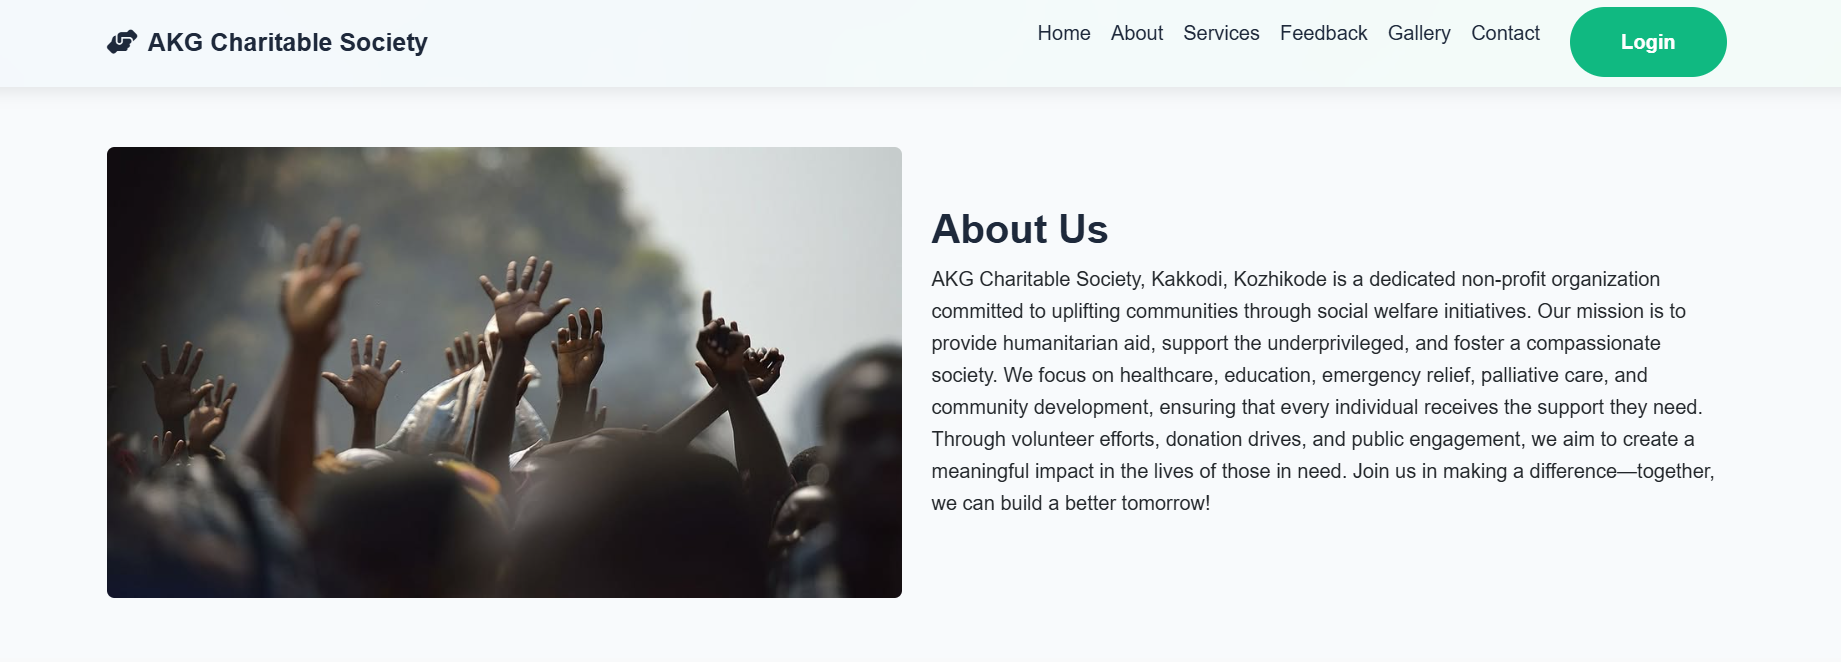 AKG Charitable Society
Home About Services Feedback Gallery Contact Login
About Us
AKG Charitable Society, Kakkodi, Kozhikode is a dedicated non-profit organization
committed to uplifting communities through social welfare initiatives. Our mission is to
provide humanitarian aid, support the underprivileged, and foster a compassionate
society. We focus on healthcare, education, emergency relief, palliative care, and
community development, ensuring that every individual receives the support they need.
Through volunteer efforts, donation drives, and public engagement, we aim to create a
meaningful impact in the lives of those in need. Join us in making a difference—together,
we can build a better tomorrow!